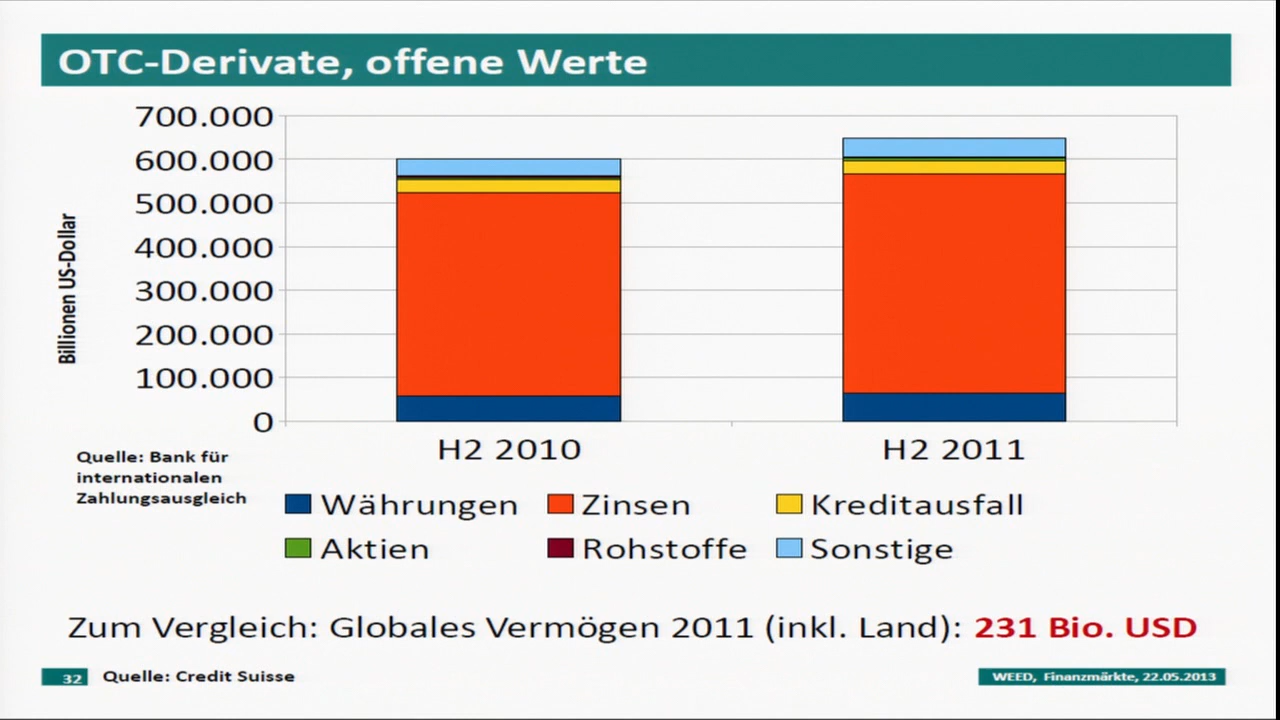 OTC-Derivate, offene Werte
700.000
600.000
500.000
400.000
300.000
200.000
100.000
0
Billionen US-Dollar
H2 2010
H2 2011
Quelle: Bank für
internationalen
Zahlungsausgleich
Währungen Zinsen Kreditausfall
Aktien Rohstoffe Sonstige
Zum Vergleich: Globales Vermögen 2011 (inkl. Land): 231 Bio. USD
32 Quelle: Credit Suisse
WEED, Finanzmärkte, 22.05.2013